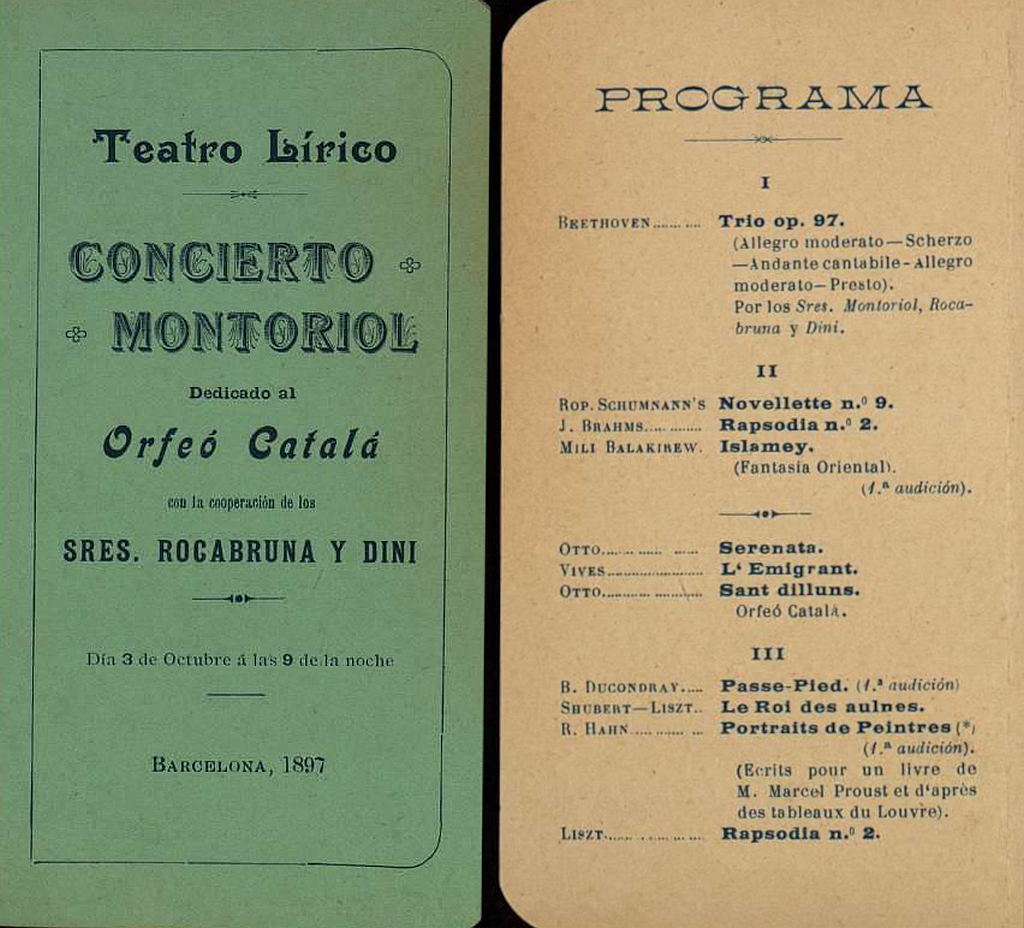 Teatro Lírico
CONCIERTO
MONTORIOL
Dedicado al
Orfeó Catalá
con la cooperación de los
SRES. ROCABRUNA Y DINI
Día 3 de Octubre á las 9 de la noche
BARCELONA, 1897
PROGRAMA
I
BEETHOVEN.......... Trio op. 97.
(Allegro moderato—Scherzo
—Andante cantabile-Allegro
moderato—Presto).
Por los Sres. Montoriol, Roca-
bruna y Dini.
II
ROP. SCHUMNANN'S Novellette n.º 9.
J. BRAHMS............ Rapsodia n.º 2.
MILI BALAKIREW. Islamey.
(Fantasia Oriental).
(1.ª audición).
OTTO.................... Serenata.
VIVES.................... L' Emigrant.
OTTO.................... Sant dilluns.
Orfeó Catalá.
III
B. DUCONDRAY..... Passe-Pied. (1.ª audición)
SHUBERT—LISZT.. Le Roi des aulnes.
R. HAHN............... Portraits de Peintres (*)
(1.ª audición).
(Ecrits pour un livre de
M. Marcel Proust et d'après
des tableaux du Louvre).
LISZT.................... Rapsodia n.º 2.